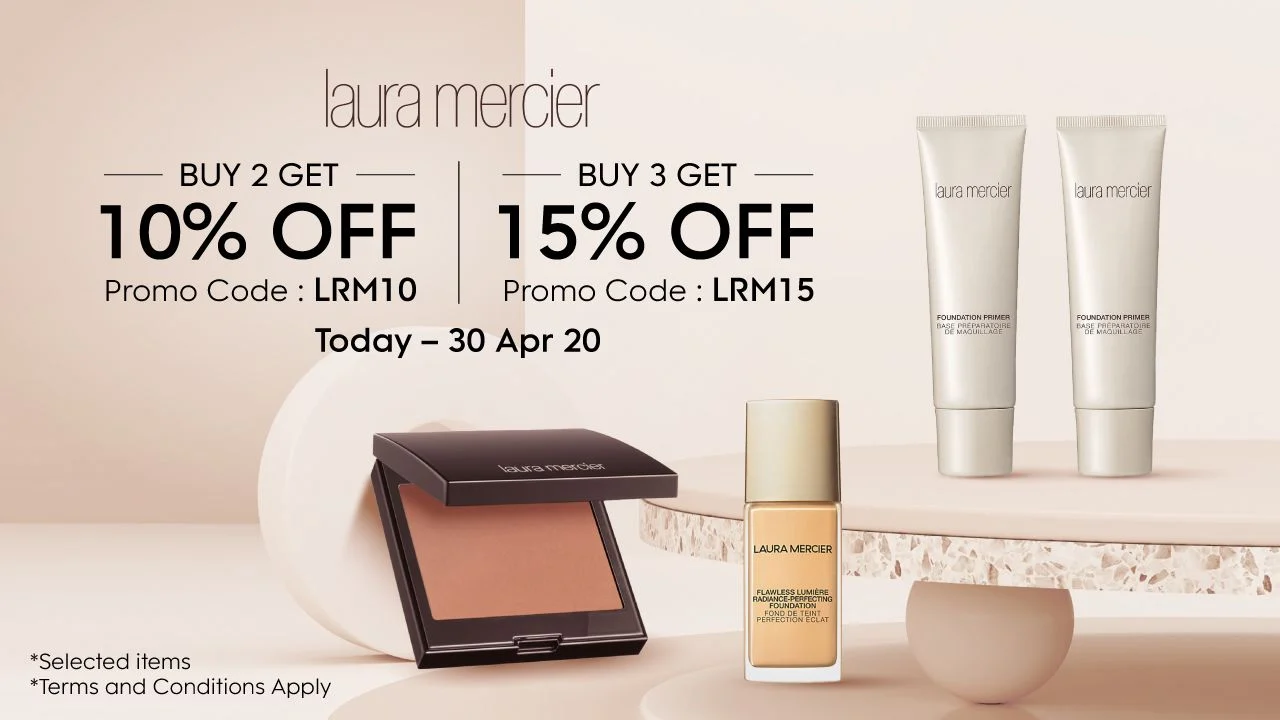 laura mercier
BUY 2 GET
10% OFF
Promo Code : LRM10
BUY 3 GET
15% OFF
Promo Code : LRM15
Today – 30 Apr 20
laura mercier
FOUNDATION PRIMER
BASE PRÉPARATOIRE
DE MAQUILLAGE
laura mercier
FOUNDATION PRIMER
BASE PRÉPARATOIRE
DE MAQUILLAGE
laura mercier
LAURA MERCIER
FLAWLESS LUMIÈRE
RADIANCE-PERFECTING
FOUNDATION
FOND DE TEINT
PERFECTION ÉCLAT
*Selected items
*Terms and Conditions Apply